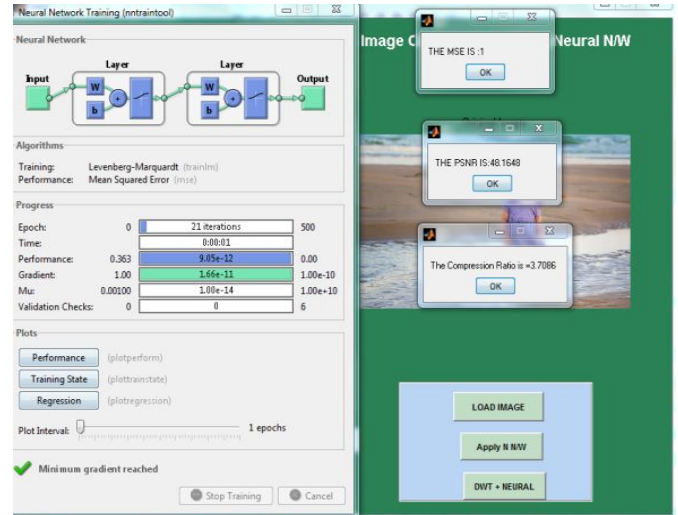 Neural Network Training (nntraintool)
Neural Network
Layer
Layer
Input
Output
W
b
+
W
b
+
Algorithms
Training: Levenberg-Marquardt (trainlm)
Performance: Mean Squared Error (mse)
Progress
Epoch: 0 21 iterations 500
Time: 0:00:01
Performance: 0.363 9.05e-12 0.00
Gradient: 1.00 1.66e-11 1.00e-10
Mu: 0.00100 1.00e-14 1.00e+10
Validation Checks: 0 0 6
Plots
Performance (plotperform)
Training State (plottrainstate)
Regression (plotregression)
Plot Interval: 1 epochs
Minimum gradient reached
Stop Training
Cancel
Image C
Neural N/W
THE MSE IS :1
OK
THE PSNR IS:48.1648
OK
The Compression Ratio is =3.7086
OK
LOAD IMAGE
Apply N N/W
DWT + NEURAL